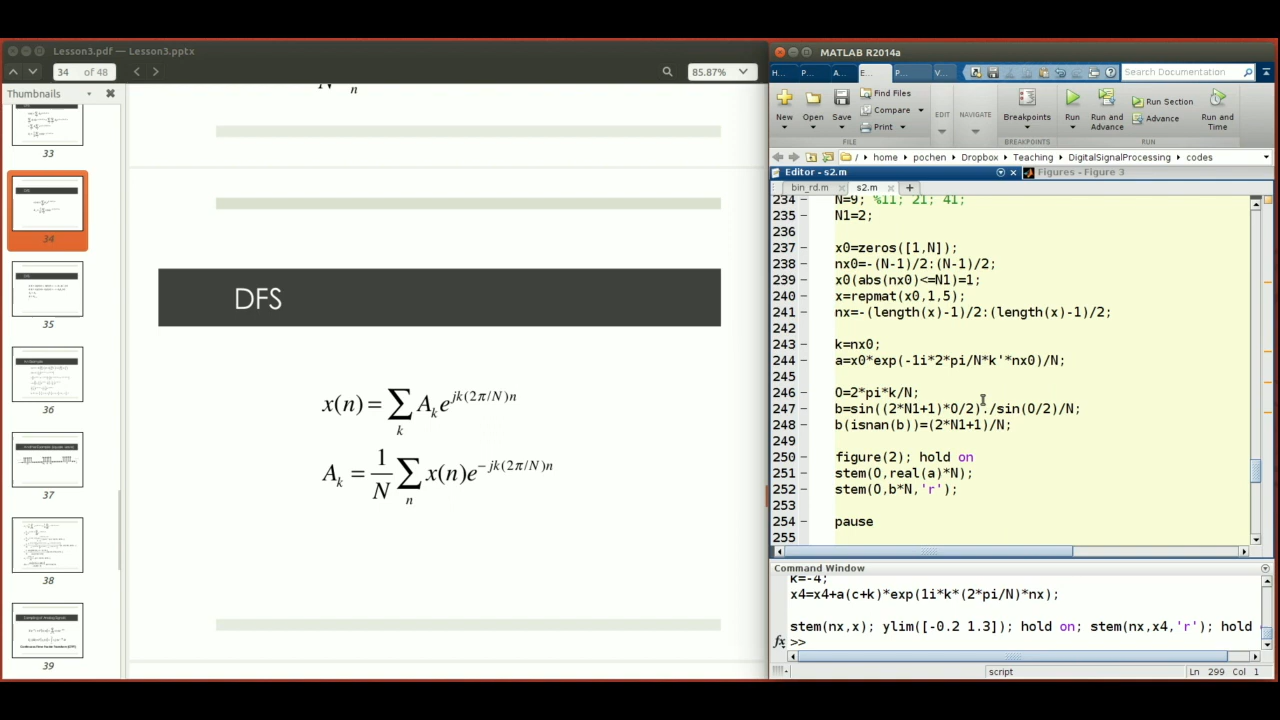 Lesson3.pdf — Lesson3.pptx
34 of 48
85.87%
Thumbnails
33
34
35
36
37
38
39
N n
DFS
x(n) = ∑ A_k e^{jk(2π/N)n}
k
A_k = 1/N ∑ x(n)e^{-jk(2π/N)n}
n
MATLAB R2014a
H... P... A... E... P... V...
Search Documentation
New Open Save
Find Files
Compare
Print
EDIT NAVIGATE
Breakpoints
Run
Run and Advance
Run Section
Advance
Run and Time
FILE BREAKPOINTS RUN
/ home pochen Dropbox Teaching DigitalSignalProcessing codes
Editor - s2.m
Figures - Figure 3
bin_rd.m s2.m
234 – N=9; %11; 21; 41;
235 – N1=2;
236
237 – x0=zeros([1,N]);
238 – nx0=-(N-1)/2:(N-1)/2;
239 – x0(abs(nx0)<=N1)=1;
240 – x=repmat(x0,1,5);
241 – nx=-(length(x)-1)/2:(length(x)-1)/2;
242
243 – k=nx0;
244 – a=x0*exp(-1i*2*pi/N*k'*nx0)/N;
245
246 – O=2*pi*k/N;
247 – b=sin((2*N1+1)*O/2)./sin(O/2)/N;
248 – b(isnan(b))=(2*N1+1)/N;
249
250 – figure(2); hold on
251 – stem(O,real(a)*N);
252 – stem(O,b*N,'r');
253
254 – pause
255
Command Window
k=-4;
x4=x4+a(c+k)*exp(1i*k*(2*pi/N)*nx);
stem(nx,x); ylim([-0.2 1.3]); hold on; stem(nx,x4,'r'); hold
fx >>
script Ln 299 Col 1